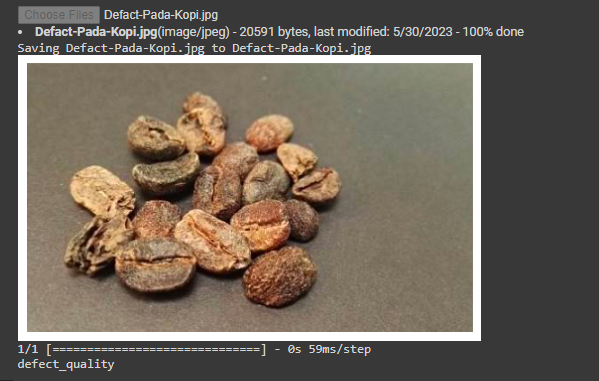 Choose Files Defact-Pada-Kopi.jpg
• Defact-Pada-Kopi.jpg(image/jpeg) - 20591 bytes, last modified: 5/30/2023 - 100% done
Saving Defact-Pada-Kopi.jpg to Defact-Pada-Kopi.jpg
1/1 [==============================] - 0s 59ms/step
defect_quality